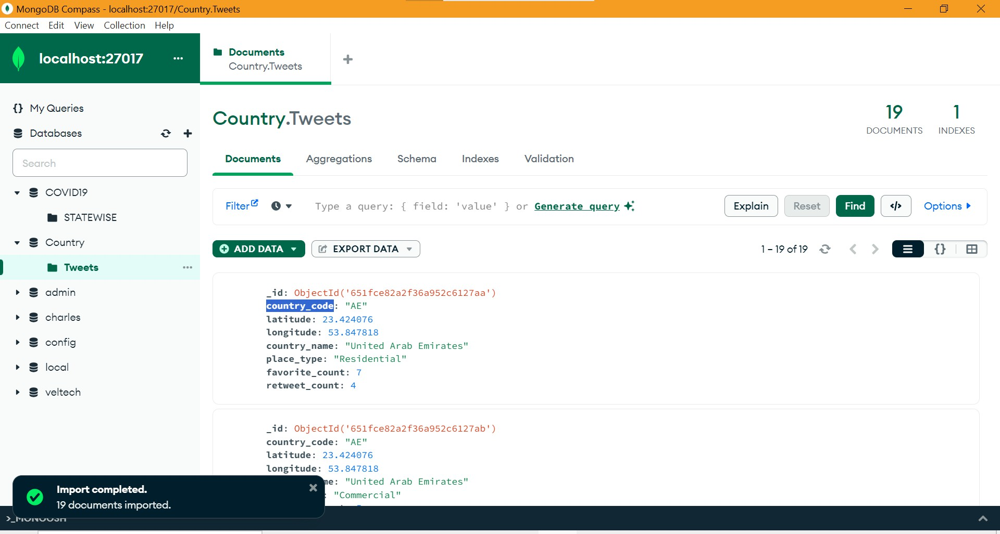 MongoDB Compass - localhost:27017/Country.Tweets
Connect Edit View Collection Help
localhost:27017 ...
Documents
Country.Tweets
My Queries
Databases
Search
COVID19
STATEWISE
Country
Tweets ...
admin
charles
config
local
veltech
Country.Tweets
19
DOCUMENTS
1
INDEXES
Documents Aggregations Schema Indexes Validation
Filter Type a query: { field: 'value' } or Generate query Explain Reset Find </> Options
ADD DATA EXPORT DATA 1 – 19 of 19 {}
_id: ObjectId('651fce82a2f36a952c6127aa')
country_code: "AE"
latitude: 23.424076
longitude: 53.847818
country_name: "United Arab Emirates"
place_type: "Residential"
favorite_count: 7
retweet_count: 4
_id: ObjectId('651fce82a2f36a952c6127ab')
country_code: "AE"
latitude: 23.424076
longitude: 53.847818
me: "United Arab Emirates"
: "Commercial"
Import completed.
19 documents imported.
>_MONGOSH